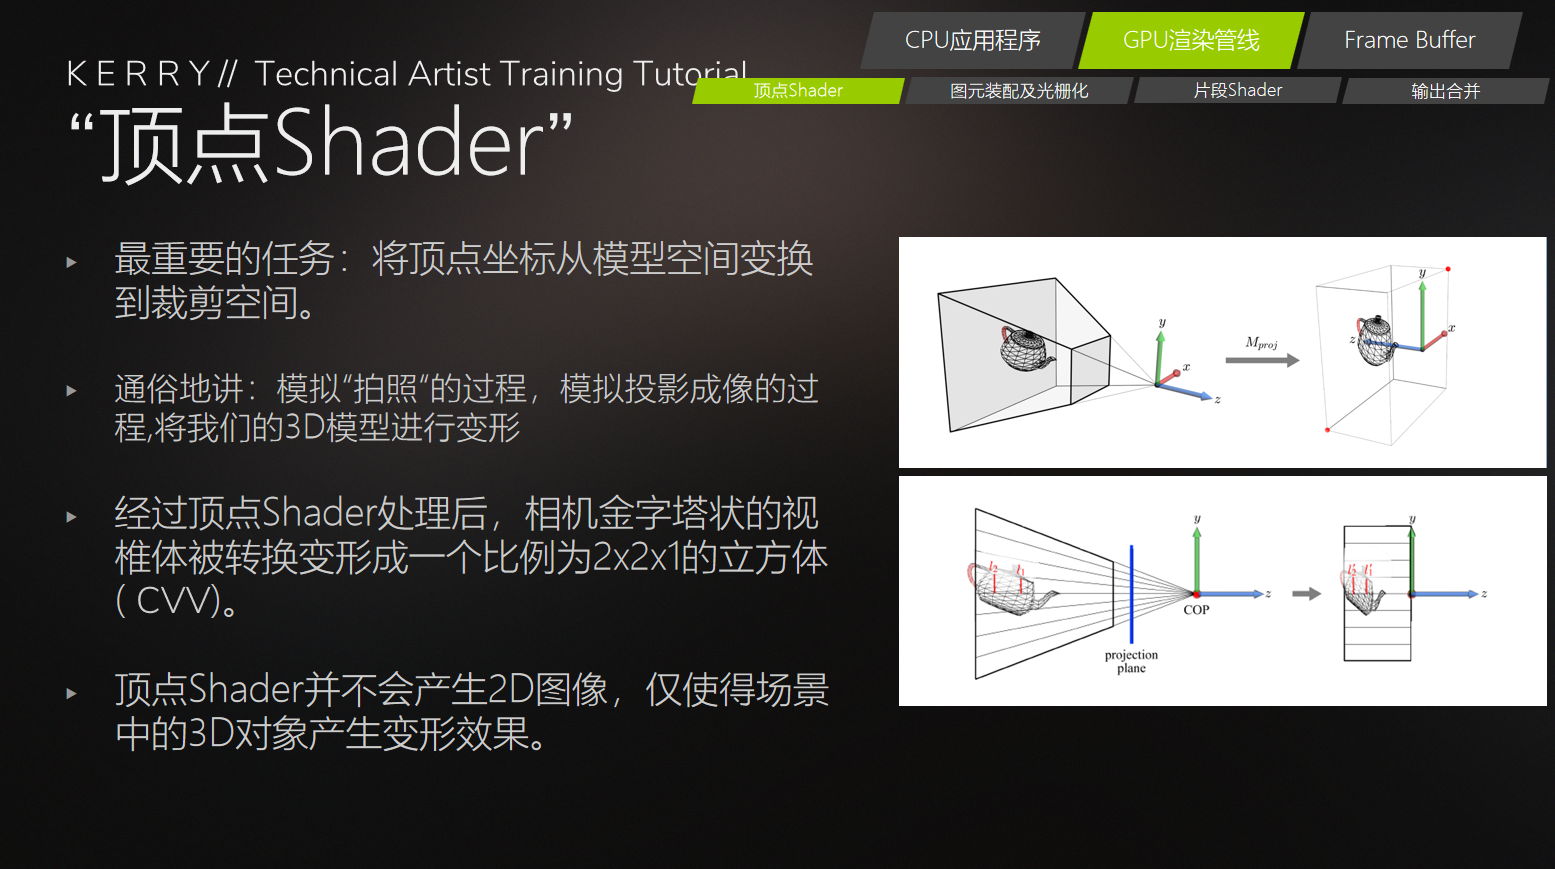 CPU应用程序
GPU渲染管线
Frame Buffer
KERRY// Technical Artist Training Tutorial
顶点Shader
图元装配及光栅化
片段Shader
输出合并
“顶点Shader”
最重要的任务：将顶点坐标从模型空间变换
到裁剪空间。
通俗地讲：模拟“拍照“的过程，模拟投影成像的过
程,将我们的3D模型进行变形
经过顶点Shader处理后，相机金字塔状的视
椎体被转换变形成一个比例为2x2x1的立方体
( CVV)。
顶点Shader并不会产生2D图像，仅使得场景
中的3D对象产生变形效果。
y
x
z
Mproj
y
x
z
y
l2
l1
z
COP
projection
plane
y
l'2
l'1
z